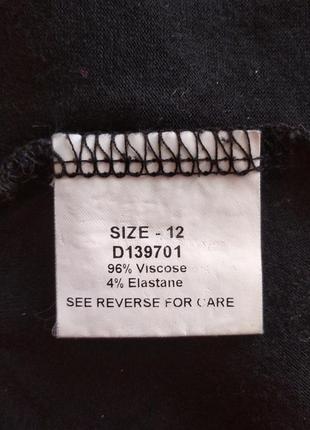 SIZE - 12
D139701
96% Viscose
4% Elastane
SEE REVERSE FOR CARE